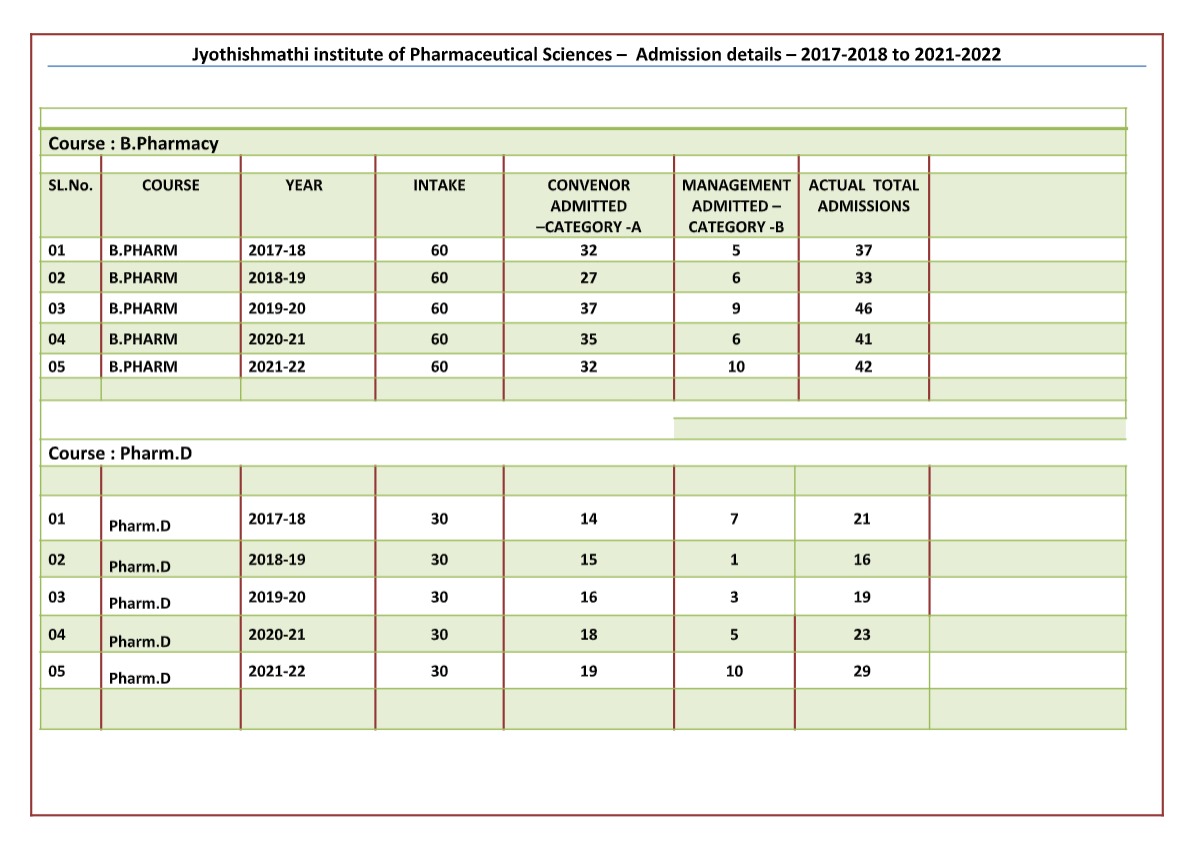 Jyothishmathi institute of Pharmaceutical Sciences – Admission details – 2017-2018 to 2021-2022
Course : B.Pharmacy
SL.No. COURSE YEAR INTAKE CONVENOR ADMITTED –CATEGORY -A MANAGEMENT ADMITTED – CATEGORY -B ACTUAL TOTAL ADMISSIONS
01 B.PHARM 2017-18 60 32 5 37
02 B.PHARM 2018-19 60 27 6 33
03 B.PHARM 2019-20 60 37 9 46
04 B.PHARM 2020-21 60 35 6 41
05 B.PHARM 2021-22 60 32 10 42
Course : Pharm.D
01 Pharm.D 2017-18 30 14 7 21
02 Pharm.D 2018-19 30 15 1 16
03 Pharm.D 2019-20 30 16 3 19
04 Pharm.D 2020-21 30 18 5 23
05 Pharm.D 2021-22 30 19 10 29